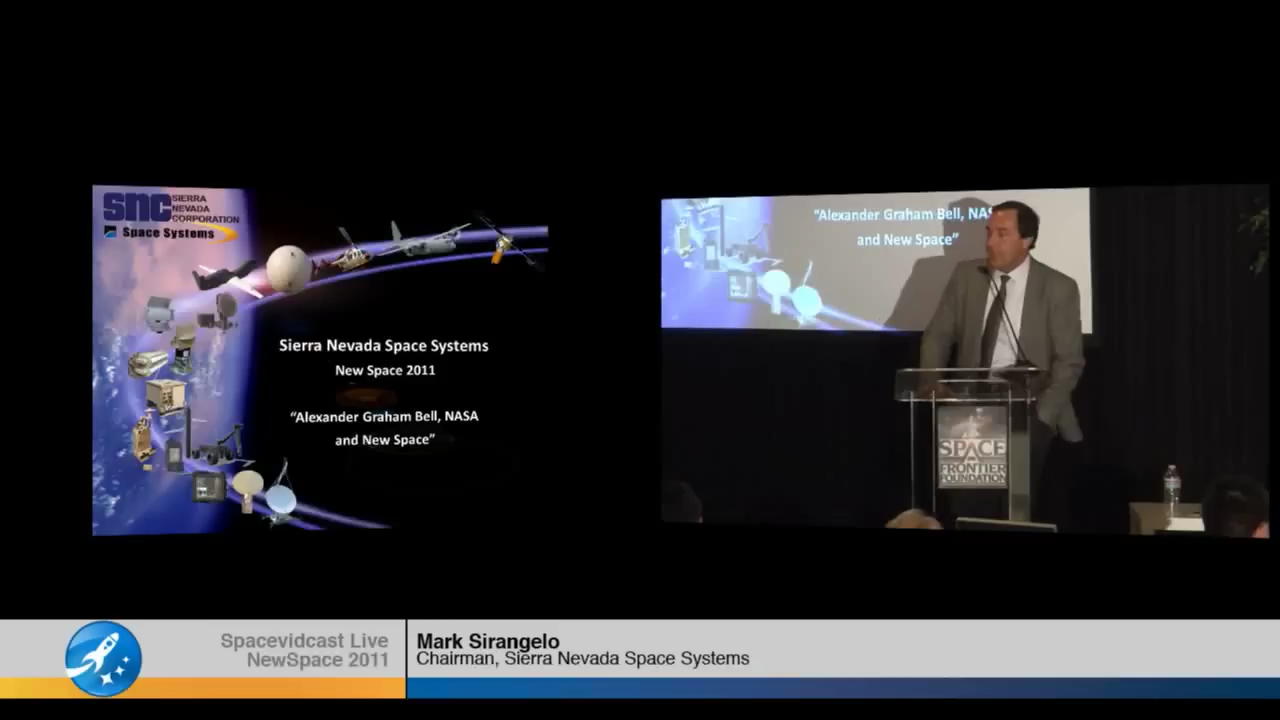 snc SIERRA
NEVADA
CORPORATION
Space Systems
Sierra Nevada Space Systems
New Space 2011
“Alexander Graham Bell, NASA
and New Space”
“Alexander Graham Bell, NAS
and New Space”
SPACE
FRONTIER
FOUNDATION
Spacevidcast Live
NewSpace 2011
Mark Sirangelo
Chairman, Sierra Nevada Space Systems